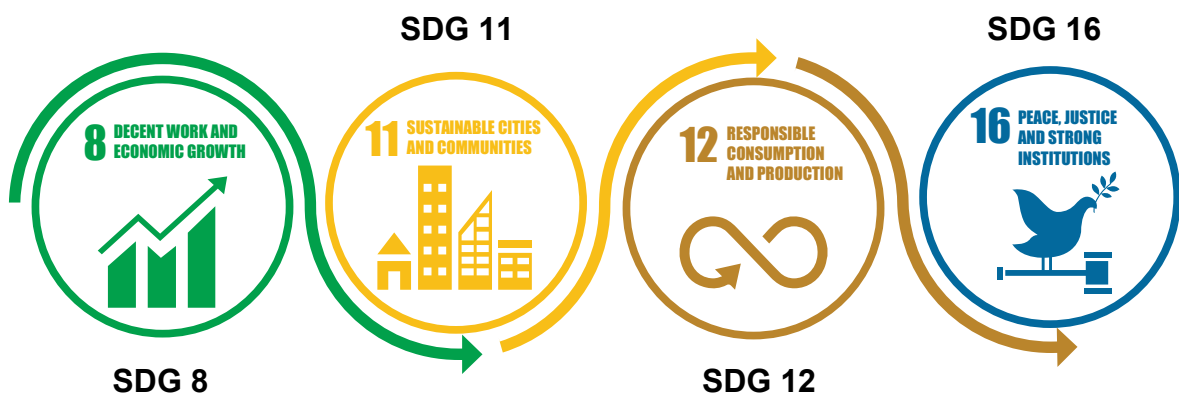 SDG 11
SDG 16
8 DECENT WORK AND
ECONOMIC GROWTH
11 SUSTAINABLE CITIES
AND COMMUNITIES
12 RESPONSIBLE
CONSUMPTION
AND PRODUCTION
16 PEACE, JUSTICE
AND STRONG
INSTITUTIONS
SDG 8
SDG 12